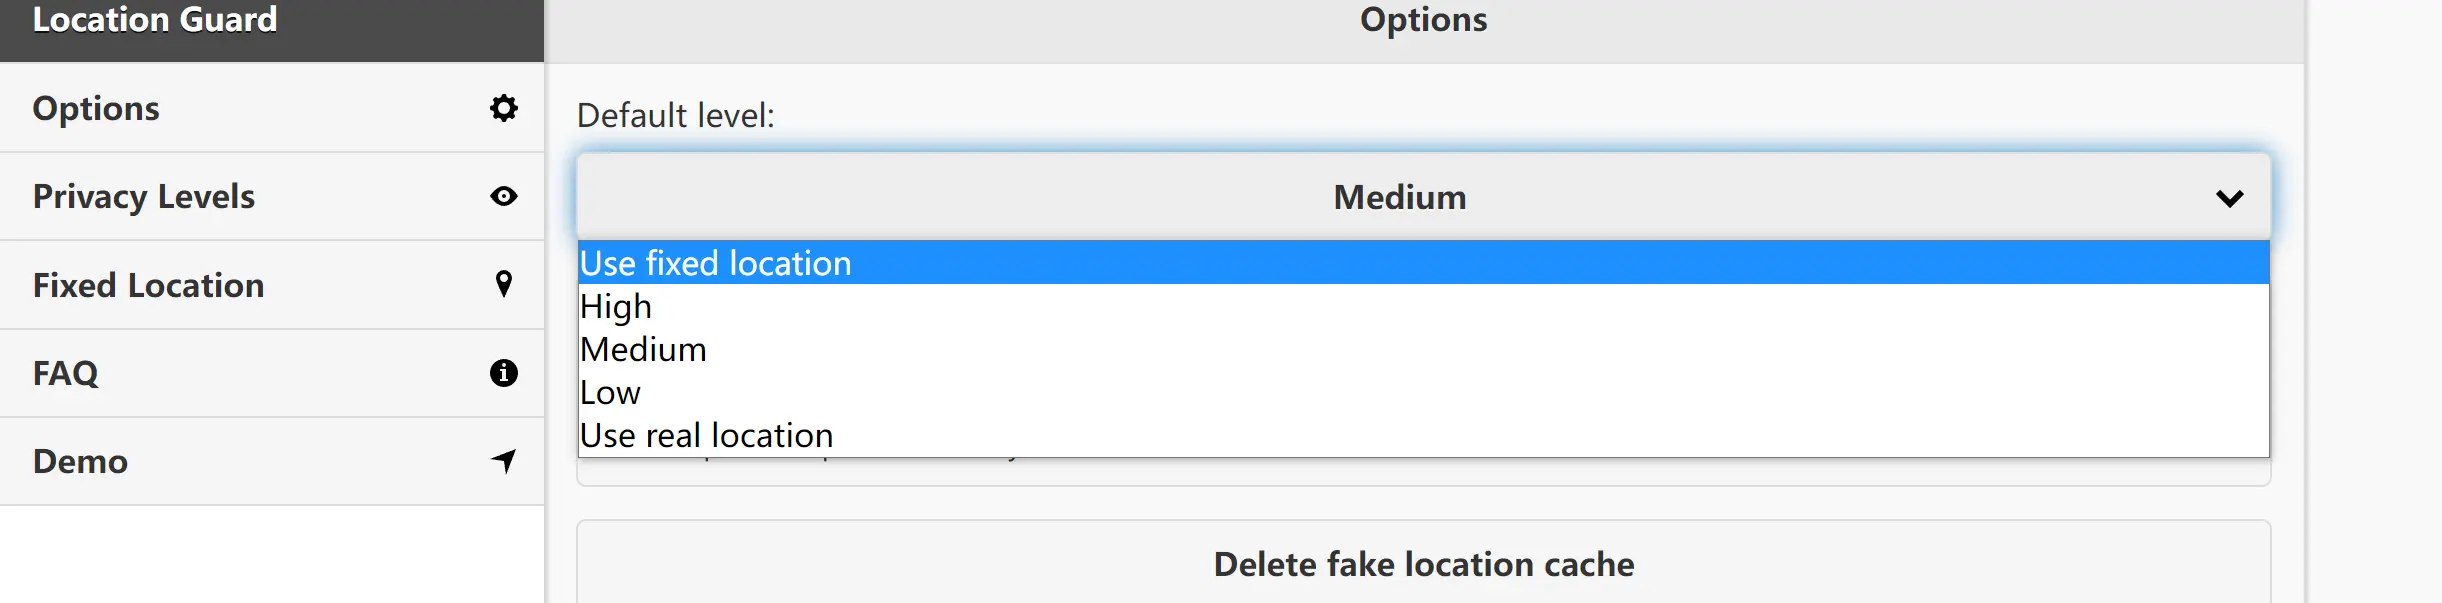 Location Guard
Options
Privacy Levels
Fixed Location
FAQ
Demo
Options
Default level:
Medium
Use fixed location
High
Medium
Low
Use real location
Delete fake location cache